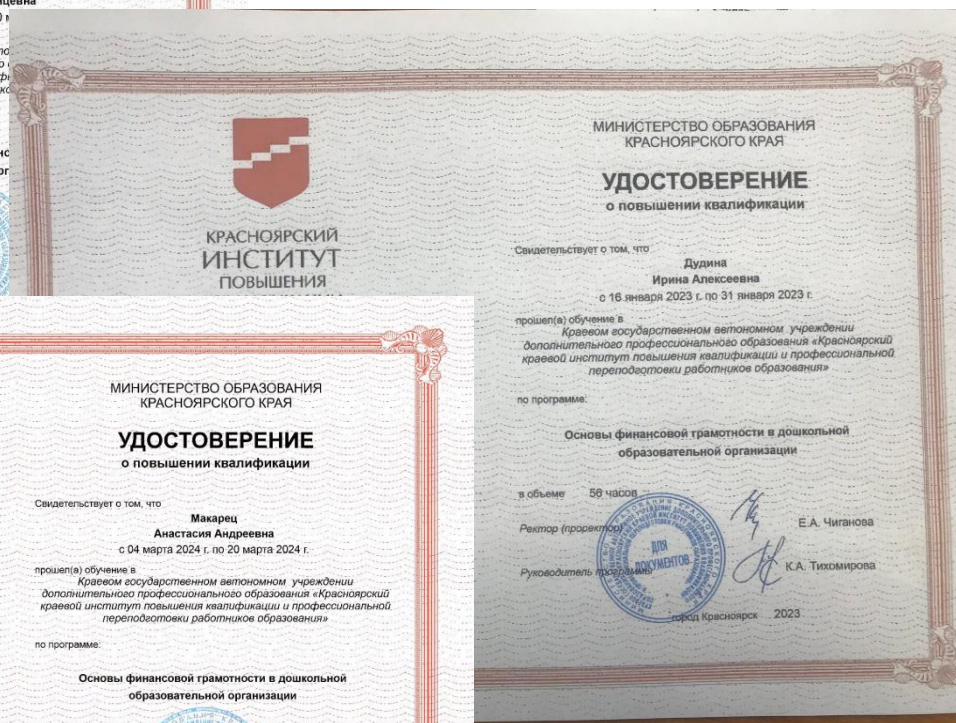 КРАСНОЯРСКИЙ
ИНСТИТУТ
ПОВЫШЕНИЯ
МИНИСТЕРСТВО ОБРАЗОВАНИЯ
КРАСНОЯРСКОГО КРАЯ
УДОСТОВЕРЕНИЕ
о повышении квалификации
Свидетельствует о том, что
Дудина
Ирина Алексеевна
с 16 января 2023 г. по 31 января 2023 г.
прошел(а) обучение в
Краевом государственном автономном учреждении
дополнительного профессионального образования «Красноярский
краевой институт повышения квалификации и профессиональной
переподготовки работников образования»
по программе:
Основы финансовой грамотности в дошкольной
образовательной организации
в объеме 56 часов
Ректор (проректор)
Е.А. Чиганова
ДЛЯ
ДОКУМЕНТОВ
Руководитель программы
К.А. Тихомирова
город Красноярск 2023
МИНИСТЕРСТВО ОБРАЗОВАНИЯ
КРАСНОЯРСКОГО КРАЯ
УДОСТОВЕРЕНИЕ
о повышении квалификации
Свидетельствует о том, что
Макарец
Анастасия Андреевна
с 04 марта 2024 г. по 20 марта 2024 г.
прошел(а) обучение в
Краевом государственном автономном учреждении
дополнительного профессионального образования «Красноярский
краевой институт повышения квалификации и профессиональной
переподготовки работников образования»
по программе:
Основы финансовой грамотности в дошкольной
образовательной организации